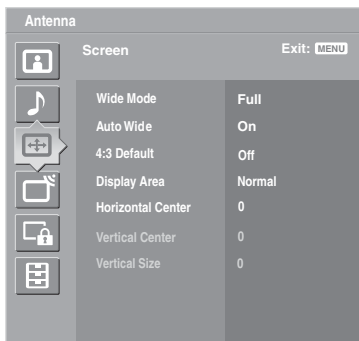 Antenna
Screen Exit: MENU
Wide Mode Full
Auto Wide On
4:3 Default Off
Display Area Normal
Horizontal Center 0
Vertical Center 0
Vertical Size 0